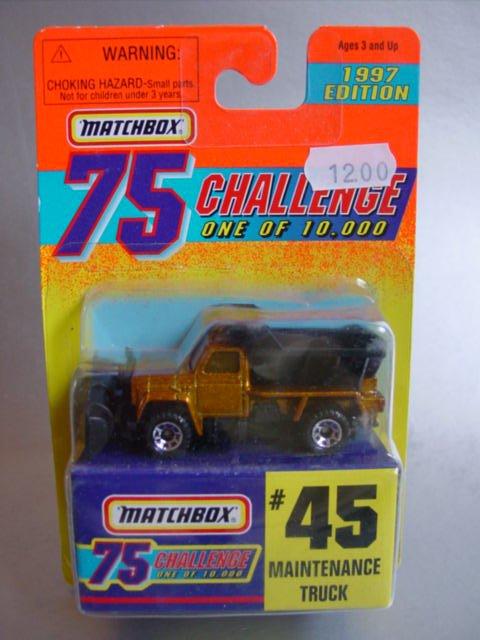 WARNING:
CHOKING HAZARD-Small parts.
Not for children under 3 years.
Ages 3 and Up
1997
EDITION
MATCHBOX
75 CHALLENGE
12.00
ONE OF 10,000
MATCHBOX
75 CHALLENGE
ONE OF 10,000
#45
MAINTENANCE
TRUCK